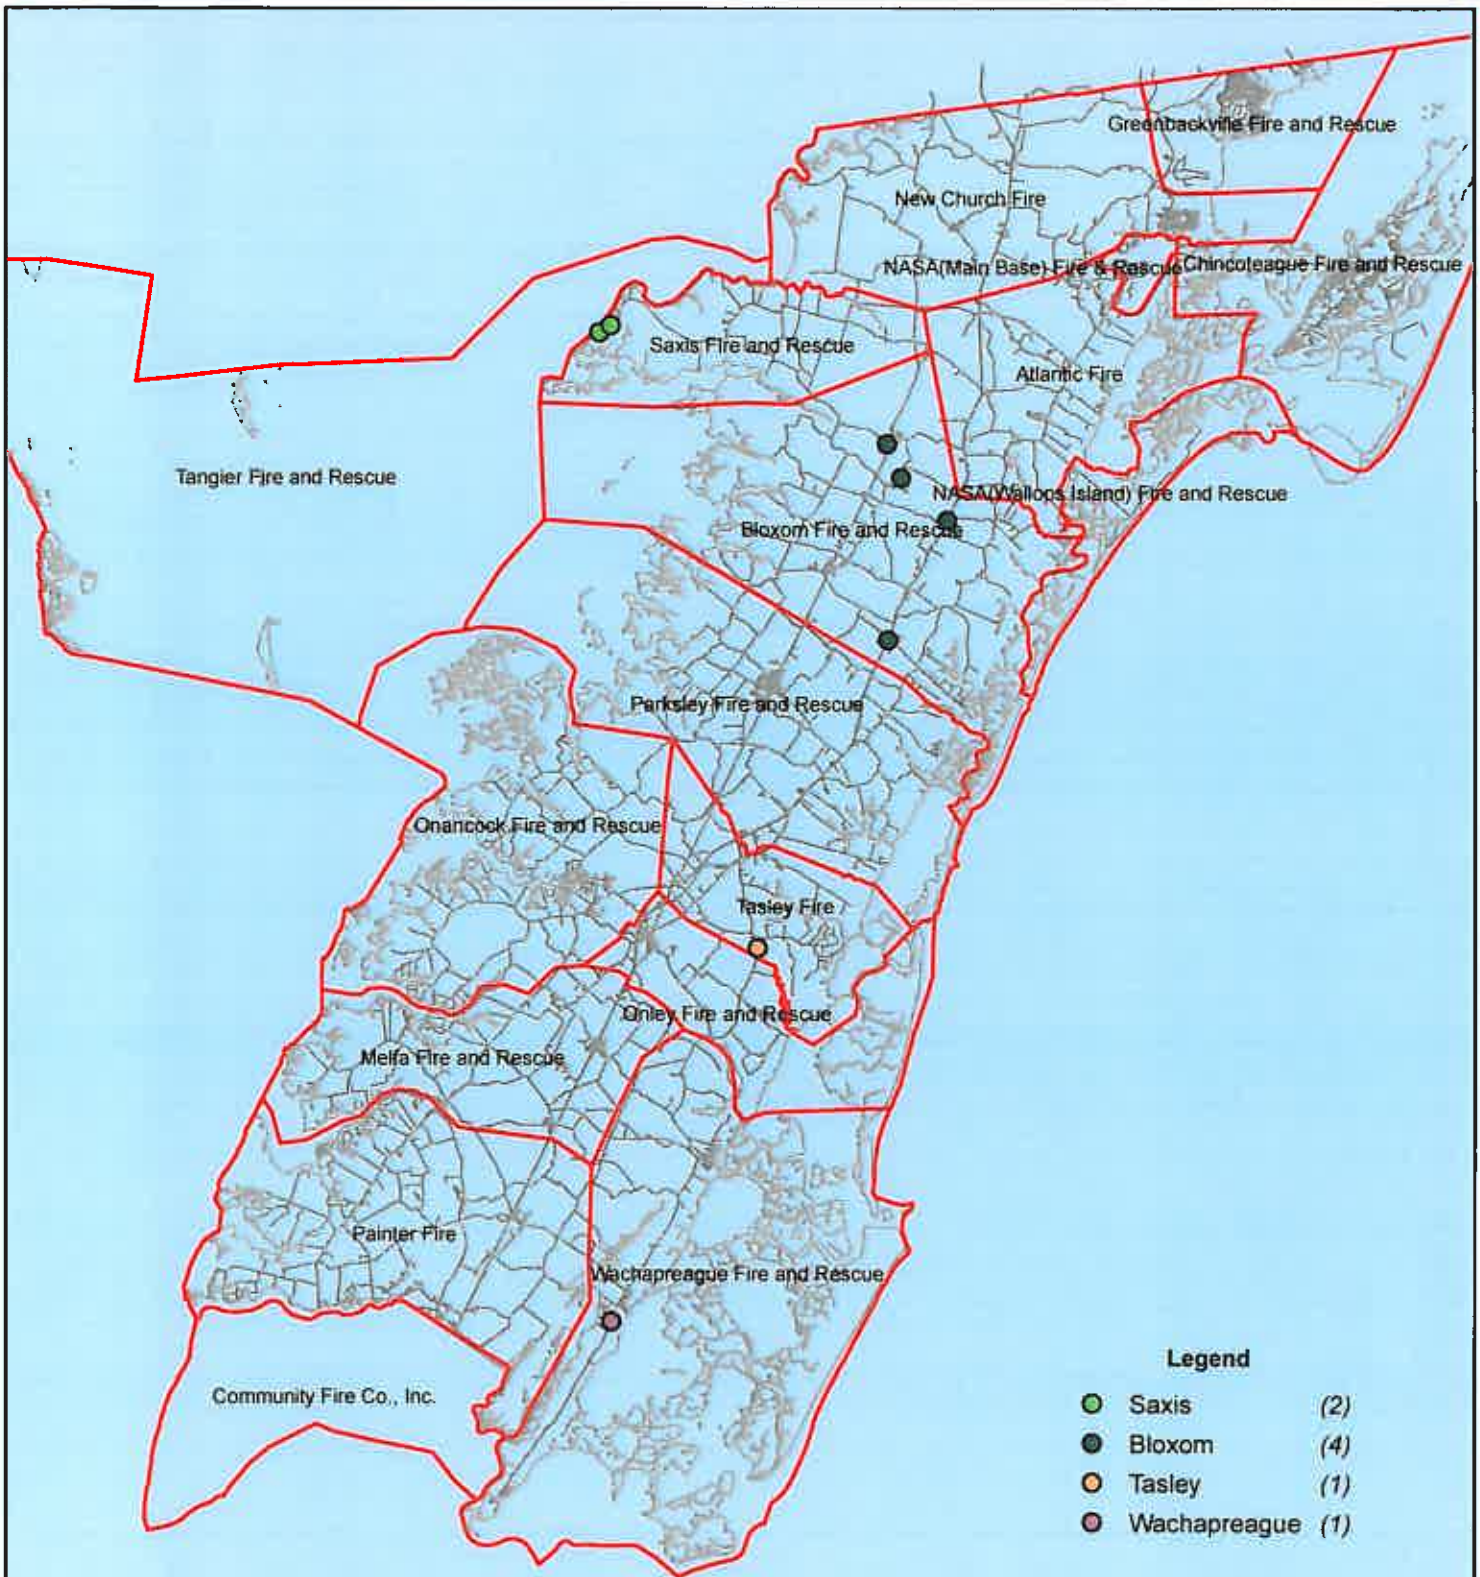 Greenbackville Fire and Rescue
New Church Fire
NASA(Main Base) Fire & Rescue
Chincoteague Fire and Rescue
Saxis Fire and Rescue
Atlantic Fire
Tangier Fire and Rescue
NASA(Wallops Island) Fire and Rescue
Bloxom Fire and Rescue
Parksley Fire and Rescue
Onancock Fire and Rescue
Tasley Fire
Onley Fire and Rescue
Melfa Fire and Rescue
Painter Fire
Wachapreague Fire and Rescue
Community Fire Co., Inc.
Legend
Saxis (2)
Bloxom (4)
Tasley (1)
Wachapreague (1)